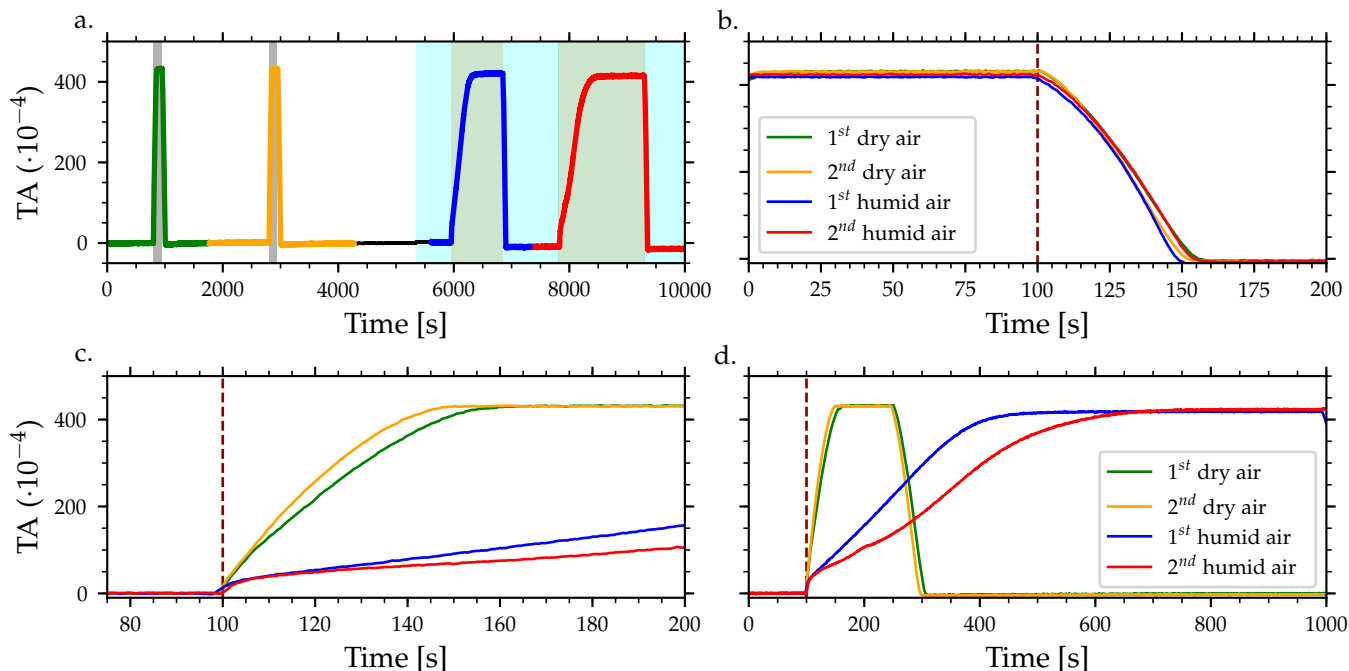 a.
TA (·10⁻⁴)
400
200
0
0 2000 4000 6000 8000 10000
Time [s]
b.
1ˢᵗ dry air
2ⁿᵈ dry air
1ˢᵗ humid air
2ⁿᵈ humid air
0 25 50 75 100 125 150 175 200
Time [s]
c.
TA (·10⁻⁴)
400
200
0
80 100 120 140 160 180 200
Time [s]
d.
1ˢᵗ dry air
2ⁿᵈ dry air
1ˢᵗ humid air
2ⁿᵈ humid air
0 200 400 600 800 1000
Time [s]